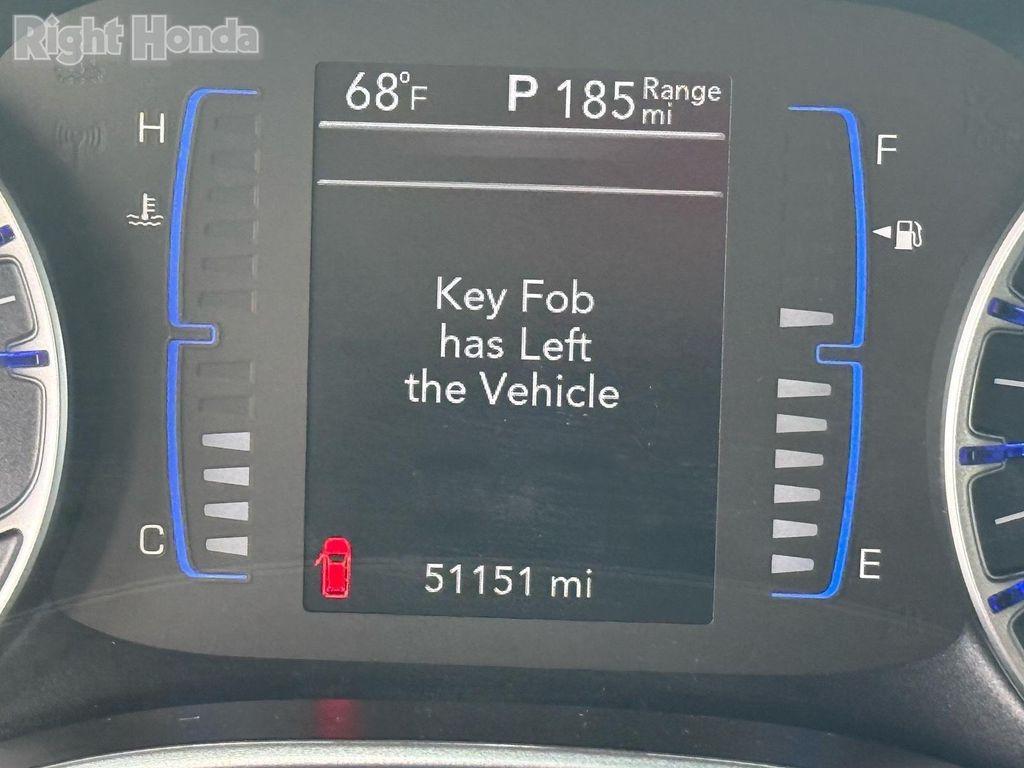 Right Honda
68°F P 185 Range mi
H
F
Key Fob
has Left
the Vehicle
C
E
51151 mi